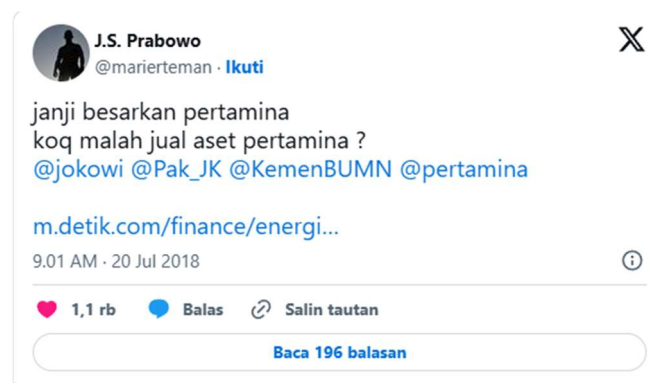 J.S. Prabowo
@marierteman · Ikuti
janji besarkan pertamina
koq malah jual aset pertamina ?
@jokowi @Pak_JK @KemenBUMN @pertamina
m.detik.com/finance/energi...
9.01 AM · 20 Jul 2018
1,1 rb Balas Salin tautan
Baca 196 balasan